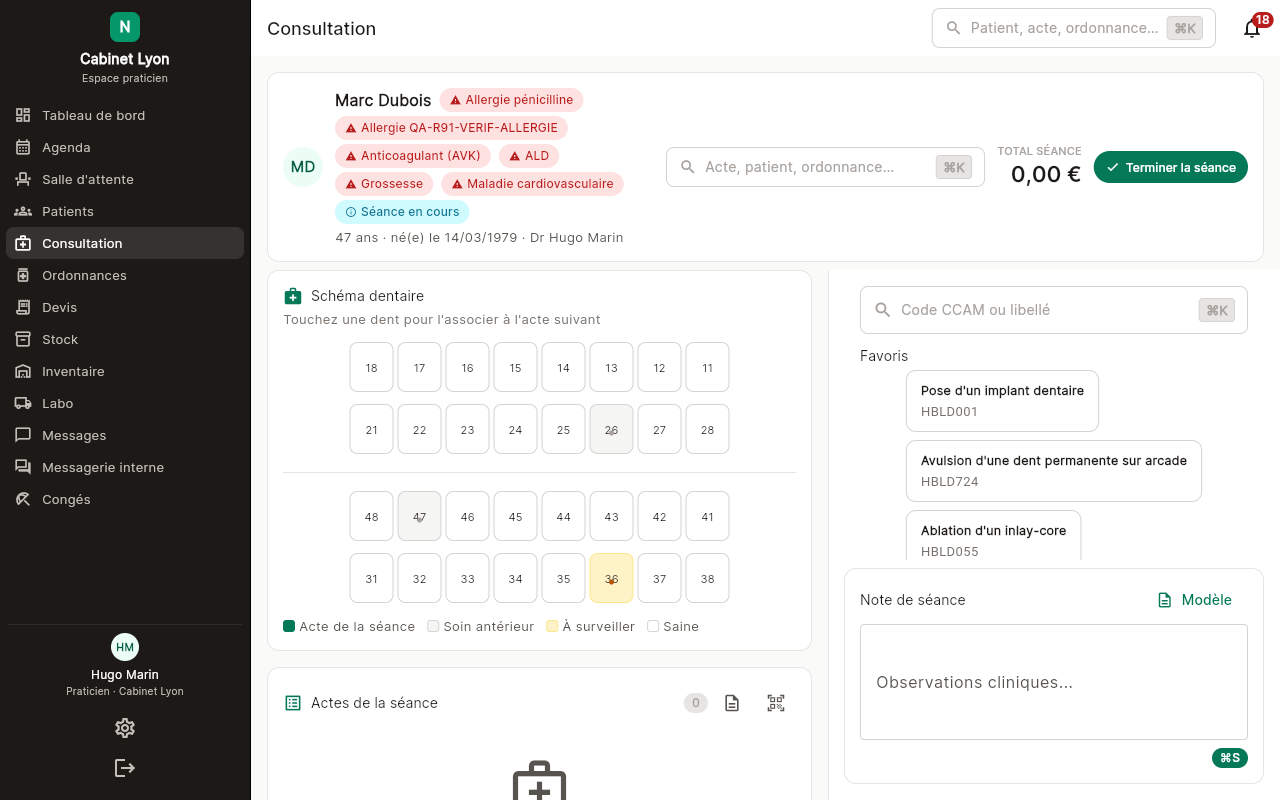 N
Cabinet Lyon
Espace praticien
Tableau de bord
Agenda
Salle d'attente
Patients
Consultation
Ordonnances
Devis
Stock
Inventaire
Labo
Messages
Messagerie interne
Congés
HM
Hugo Marin
Praticien · Cabinet Lyon
Consultation
Patient, acte, ordonnance... ⌘K
18
MD
Marc Dubois Allergie pénicilline
Allergie QA-R91-VERIF-ALLERGIE
Anticoagulant (AVK) ALD
Grossesse Maladie cardiovasculaire
Séance en cours
47 ans · né(e) le 14/03/1979 · Dr Hugo Marin
Acte, patient, ordonnance... ⌘K
TOTAL SÉANCE
0,00 €
Terminer la séance
Schéma dentaire
Touchez une dent pour l'associer à l'acte suivant
18 17 16 15 14 13 12 11
21 22 23 24 25 26 27 28
48 47 46 45 44 43 42 41
31 32 33 34 35 36 37 38
Acte de la séance Soin antérieur À surveiller Saine
Actes de la séance 0
Code CCAM ou libellé ⌘K
Favoris
Pose d'un implant dentaire
HBLD001
Avulsion d'une dent permanente sur arcade
HBLD724
Ablation d'un inlay-core
HBLD055
Note de séance Modèle
Observations cliniques...
⌘S